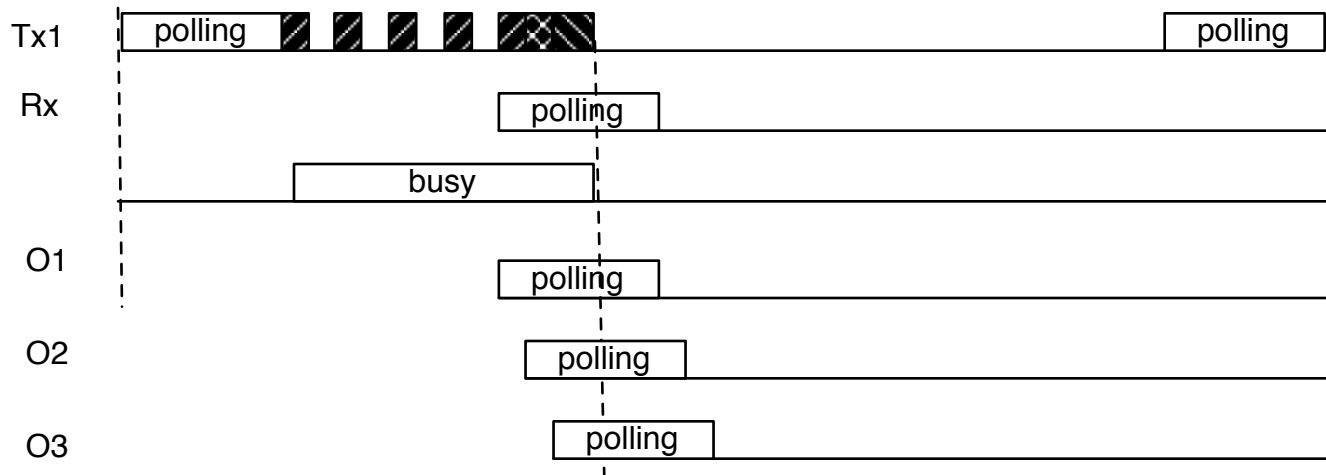 Tx1 polling polling
Rx polling
busy
O1 polling
O2 polling
O3 polling